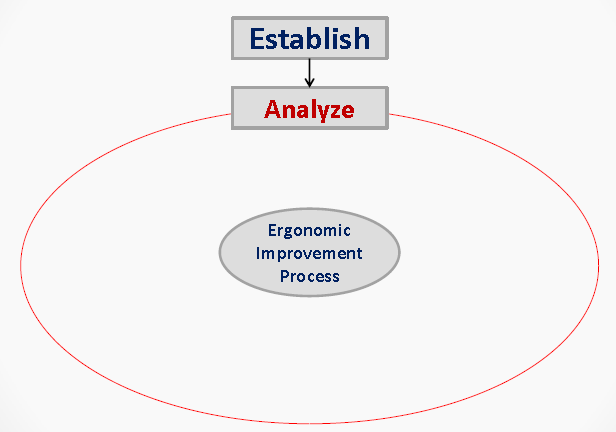 Establish
Analyze
Ergonomic
Improvement
Process